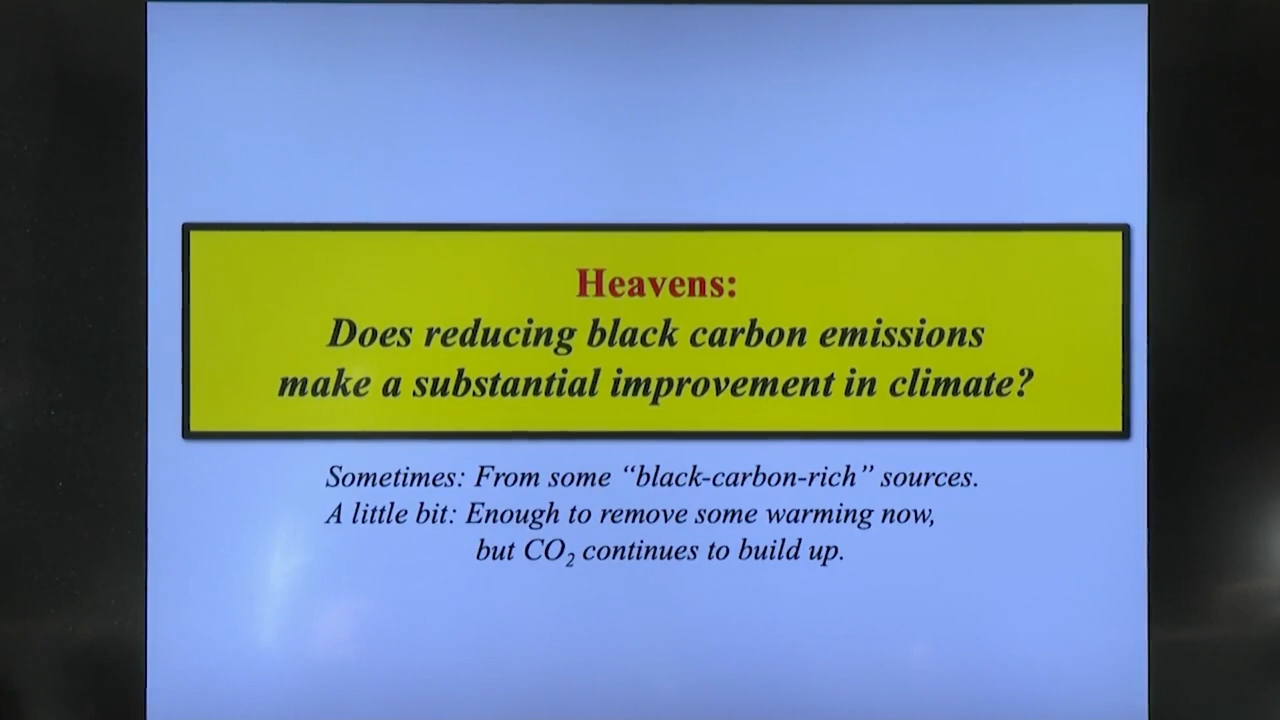 Heavens:
Does reducing black carbon emissions
make a substantial improvement in climate?
Sometimes: From some “black-carbon-rich” sources.
A little bit: Enough to remove some warming now,
but CO₂ continues to build up.